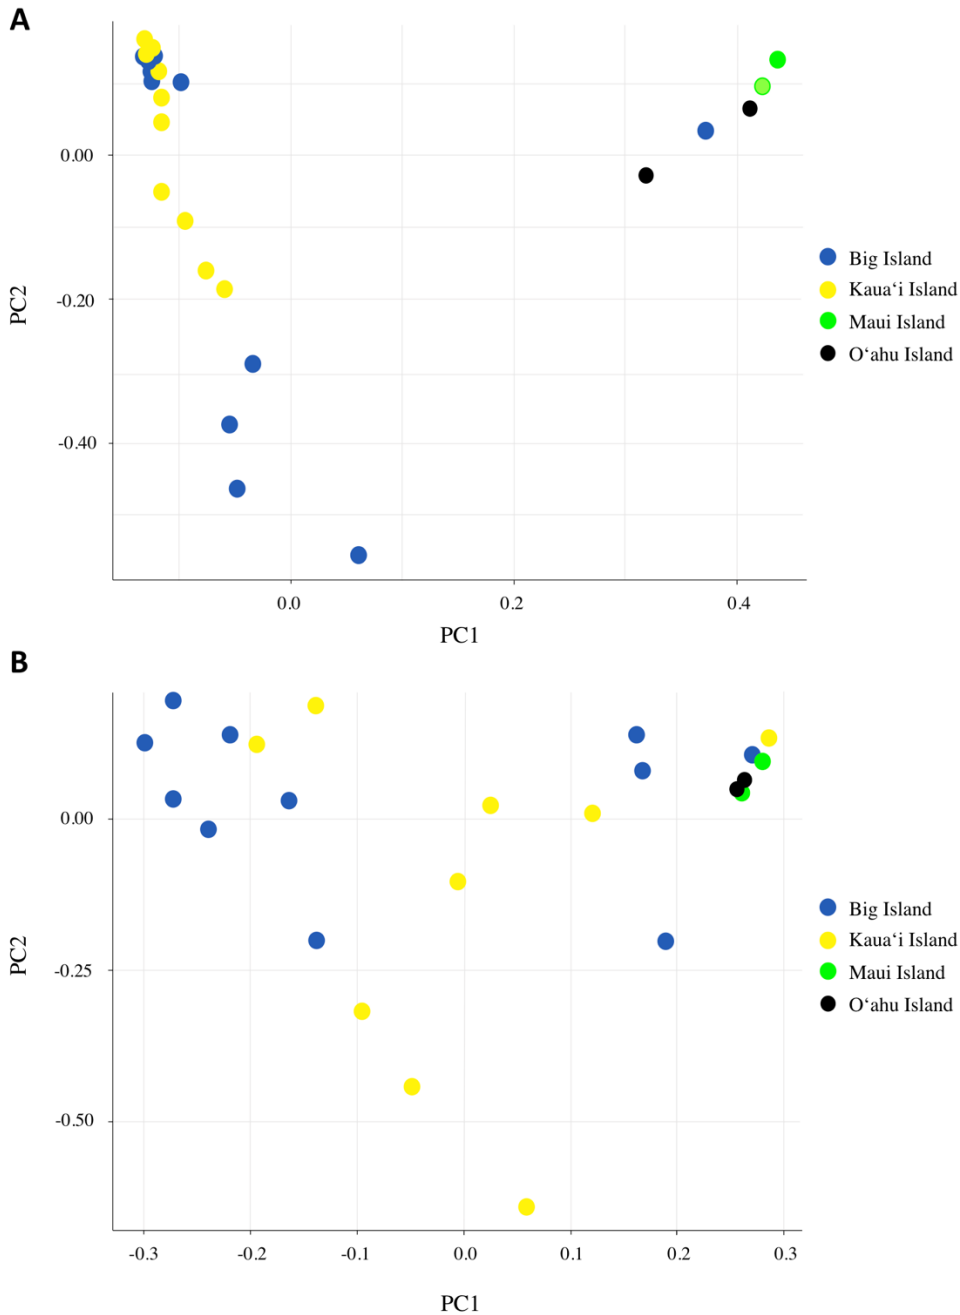 A
0.00
-0.20
-0.40
PC2
0.0 0.2 0.4
PC1
Big Island
Kauaʻi Island
Maui Island
Oʻahu Island
B
0.00
-0.25
-0.50
PC2
-0.3 -0.2 -0.1 0.0 0.1 0.2 0.3
PC1
Big Island
Kauaʻi Island
Maui Island
Oʻahu Island